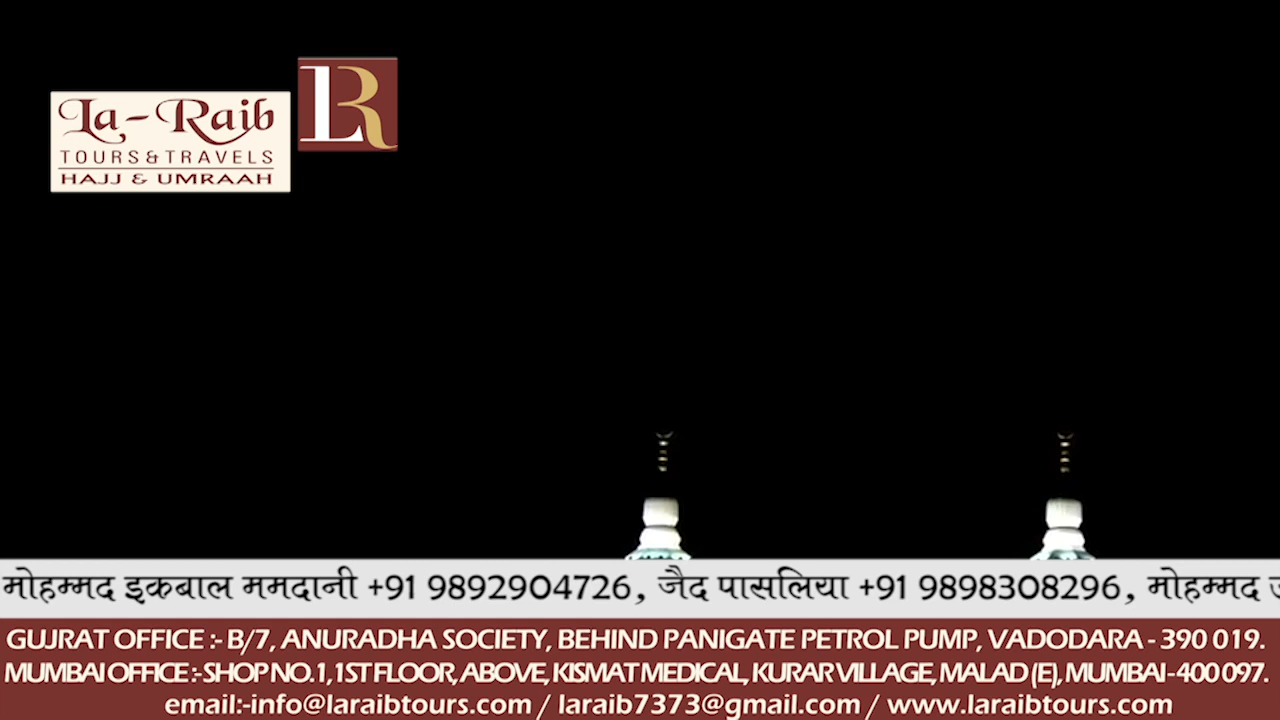 La-Raib
LR
TOURS & TRAVELS
HAJJ & UMRAAH
मोहम्मद इकबाल ममदानी +91 9892904726, जैद पासलिया +91 9898308296, मोहम्मद
GUJRAT OFFICE :- B/7, ANURADHA SOCIETY, BEHIND PANIGATE PETROL PUMP, VADODARA - 390 019.
MUMBAI OFFICE :- SHOP NO. 1, 1ST FLOOR, ABOVE, KISMAT MEDICAL, KURAR VILLAGE, MALAD (E), MUMBAI - 400 097.
email:-info@laraibtours.com / laraib7373@gmail.com / www.laraibtours.com